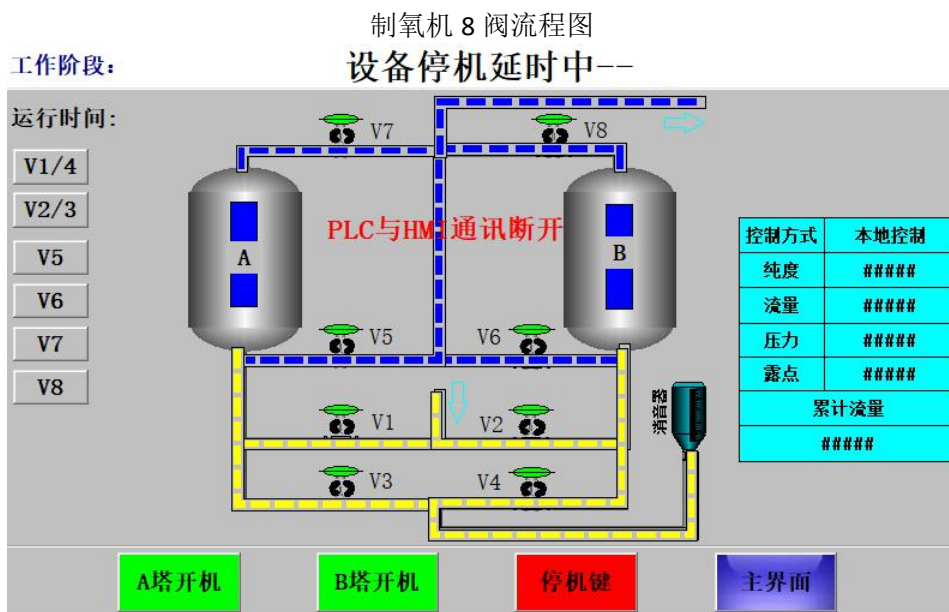 制氧机 8 阀流程图
工作阶段:
设备停机延时中--
运行时间:
V1/4
V2/3
V5
V6
V7
V8
V7
V8
A
B
PLC与HMI通讯断开
V5
V6
V1
V2
V3
V4
消音器
控制方式 本地控制
纯度 #####
流量 #####
压力 #####
露点 #####
累计流量
#####
A塔开机
B塔开机
停机键
主界面